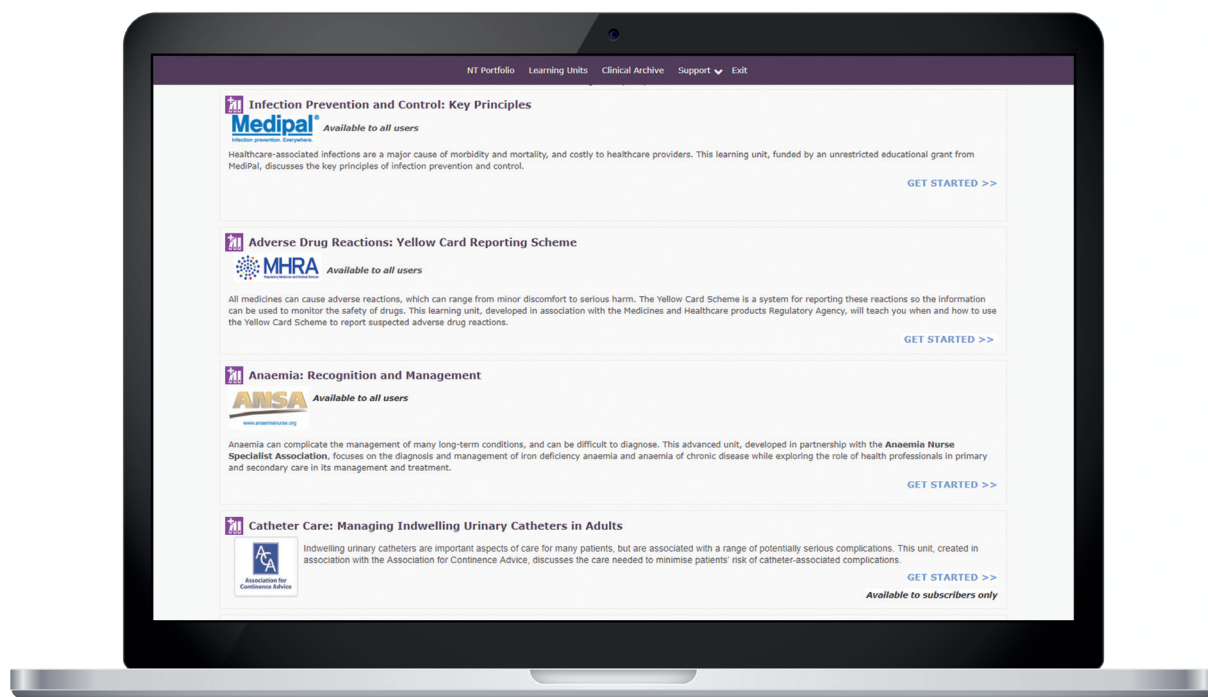 NT Portfolio Learning Units Clinical Archive Support Exit
Infection Prevention and Control: Key Principles
Medipal®
Infection prevention. Everywhere.
Available to all users
Healthcare-associated infections are a major cause of morbidity and mortality, and costly to healthcare providers. This learning unit, funded by an unrestricted educational grant from
MediPal, discusses the key principles of infection prevention and control.
GET STARTED >>
Adverse Drug Reactions: Yellow Card Reporting Scheme
MHRA
Available to all users
All medicines can cause adverse reactions, which can range from minor discomfort to serious harm. The Yellow Card Scheme is a system for reporting these reactions so the information
can be used to monitor the safety of drugs. This learning unit, developed in association with the Medicines and Healthcare products Regulatory Agency, will teach you when and how to use
the Yellow Card Scheme to report suspected adverse drug reactions.
GET STARTED >>
Anaemia: Recognition and Management
ANSA
www.anaemianurse.org
Available to all users
Anaemia can complicate the management of many long-term conditions, and can be difficult to diagnose. This advanced unit, developed in partnership with the Anaemia Nurse
Specialist Association, focuses on the diagnosis and management of iron deficiency anaemia and anaemia of chronic disease while exploring the role of health professionals in primary
and secondary care in its management and treatment.
GET STARTED >>
Catheter Care: Managing Indwelling Urinary Catheters in Adults
ACA
Association for
Continence Advice
Indwelling urinary catheters are important aspects of care for many patients, but are associated with a range of potentially serious complications. This unit, created in
association with the Association for Continence Advice, discusses the care needed to minimise patients' risk of catheter-associated complications.
GET STARTED >>
Available to subscribers only